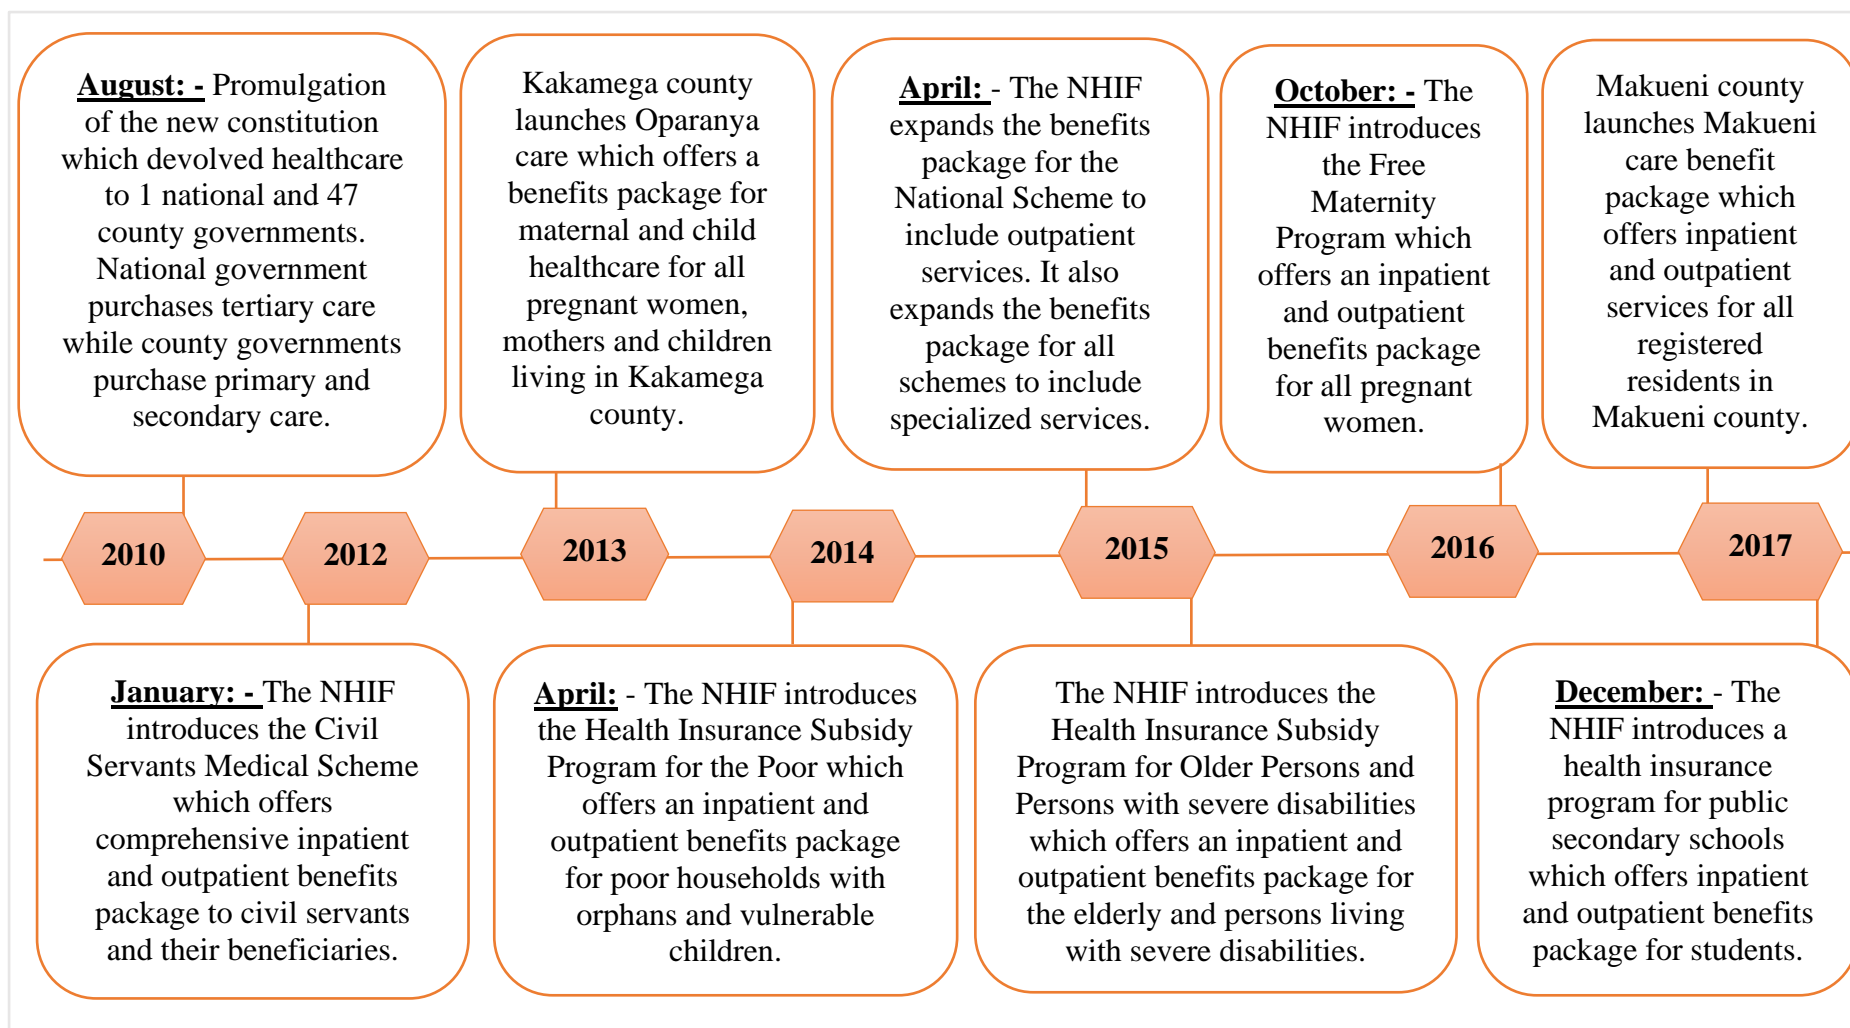 August: - Promulgation
of the new constitution
which devolved healthcare
to 1 national and 47
county governments.
National government
purchases tertiary care
while county governments
purchase primary and
secondary care.
Kakamega county
launches Oparanya
care which offers a
benefits package for
maternal and child
healthcare for all
pregnant women,
mothers and children
living in Kakamega
county.
April: - The NHIF
expands the benefits
package for the
National Scheme to
include outpatient
services. It also
expands the benefits
package for all
schemes to include
specialized services.
October: - The
NHIF introduces
the Free
Maternity
Program which
offers an inpatient
and outpatient
benefits package
for all pregnant
women.
Makueni county
launches Makueni
care benefit
package which
offers inpatient
and outpatient
services for all
registered
residents in
Makueni county.
2010
2012
2013
2014
2015
2016
2017
January: - The NHIF
introduces the Civil
Servants Medical Scheme
which offers
comprehensive inpatient
and outpatient benefits
package to civil servants
and their beneficiaries.
April: - The NHIF introduces
the Health Insurance Subsidy
Program for the Poor which
offers an inpatient and
outpatient benefits package
for poor households with
orphans and vulnerable
children.
The NHIF introduces the
Health Insurance Subsidy
Program for Older Persons and
Persons with severe disabilities
which offers an inpatient and
outpatient benefits package for
the elderly and persons living
with severe disabilities.
December: - The
NHIF introduces a
health insurance
program for public
secondary schools
which offers inpatient
and outpatient benefits
package for students.